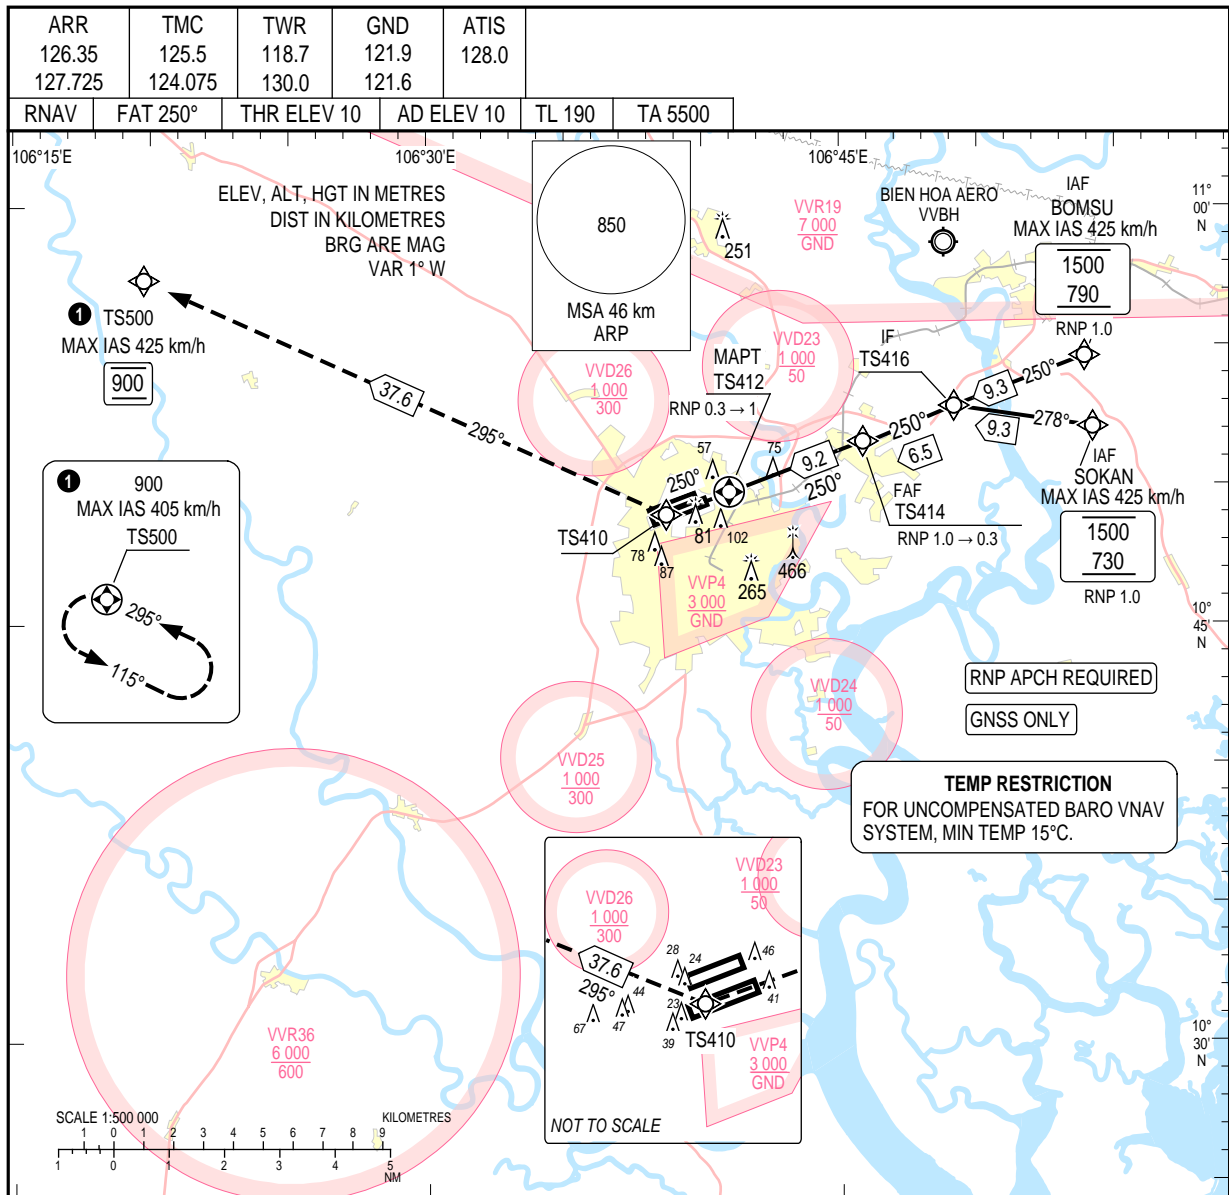 ARR TMC TWR GND ATIS
126.35 125.5 118.7 121.9 128.0
127.725 124.075 130.0 121.6
RNAV FAT 250° THR ELEV 10 AD ELEV 10 TL 190 TA 5500
106°15'E 106°30'E 106°45'E
ELEV, ALT, HGT IN METRES
DIST IN KILOMETRES
BRG ARE MAG
VAR 1° W
850
MSA 46 km
ARP
251
VVR19
7 000
GND
BIEN HOA AERO
VVBH
IAF
BOMSU
MAX IAS 425 km/h
1500
790
RNP 1.0
11°
00'
N
1 TS500
MAX IAS 425 km/h
900
37.6
295°
VVD26
1 000
300
VVD23
1 000
50
MAPT
TS412
RNP 0.3 → 1
IF
TS416
9.3
250°
9.3
278°
250°
6.5
9.2
250°
IAF
SOKAN
MAX IAS 425 km/h
1500
730
RNP 1.0
FAF
TS414
RNP 1.0 → 0.3
57
75
250°
TS410
81
102
78
87
265
466
VVP4
3 000
GND
1 900
MAX IAS 405 km/h
TS500
295°
115°
10°
45'
N
RNP APCH REQUIRED
GNSS ONLY
VVD24
1 000
50
VVD25
1 000
300
TEMP RESTRICTION
FOR UNCOMPENSATED BARO VNAV
SYSTEM, MIN TEMP 15°C.
VVD26
1 000
300
VVD23
1 000
50
28
24
46
37.6
295°
44
47
67
23
39
41
TS410
VVP4
3 000
GND
NOT TO SCALE
VVR36
6 000
600
10°
30'
N
SCALE 1:500 000 KILOMETRES
1 0 1 2 3 4 5 6 7 8 9
1 0 1 2 3 4 5
NM